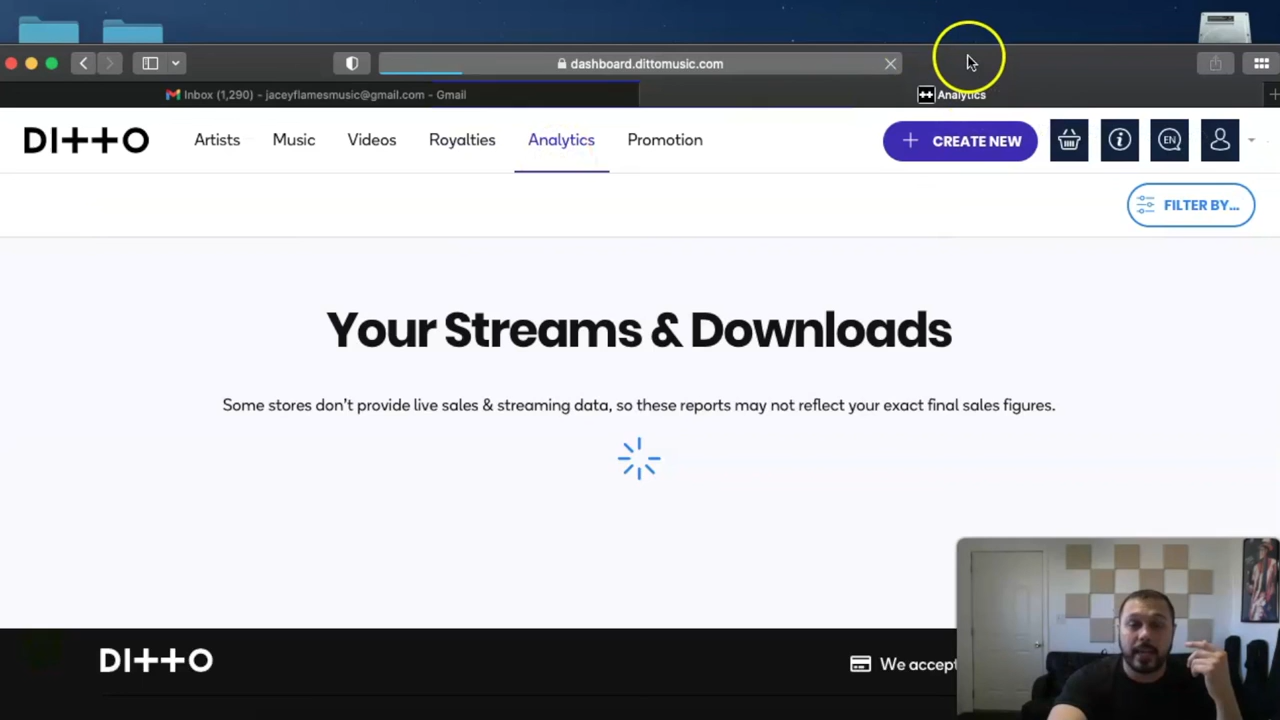 dashboard.dittomusic.com
Inbox (1,290) - jaceyflamesmusic@gmail.com - Gmail
Analytics
DITTO
Artists
Music
Videos
Royalties
Analytics
Promotion
CREATE NEW
EN
FILTER BY...
Your Streams & Downloads
Some stores don't provide live sales & streaming data, so these reports may not reflect your exact final sales figures.
DITTO
We accept